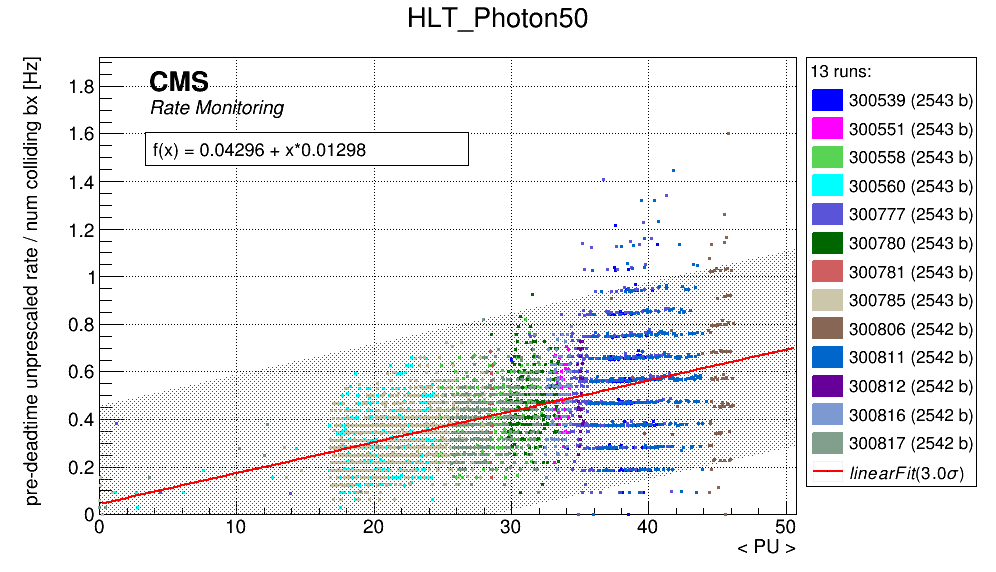 HLT_Photon50
pre-deadtime unprescaled rate / num colliding bx [Hz]
CMS
Rate Monitoring
f(x) = 0.04296 + x*0.01298
1.8
1.6
1.4
1.2
1
0.8
0.6
0.4
0.2
0
0 10 20 30 40 50
< PU >
13 runs:
300539 (2543 b)
300551 (2543 b)
300558 (2543 b)
300560 (2543 b)
300777 (2543 b)
300780 (2543 b)
300781 (2543 b)
300785 (2543 b)
300806 (2542 b)
300811 (2542 b)
300812 (2542 b)
300816 (2542 b)
300817 (2542 b)
linearFit(3.0σ)